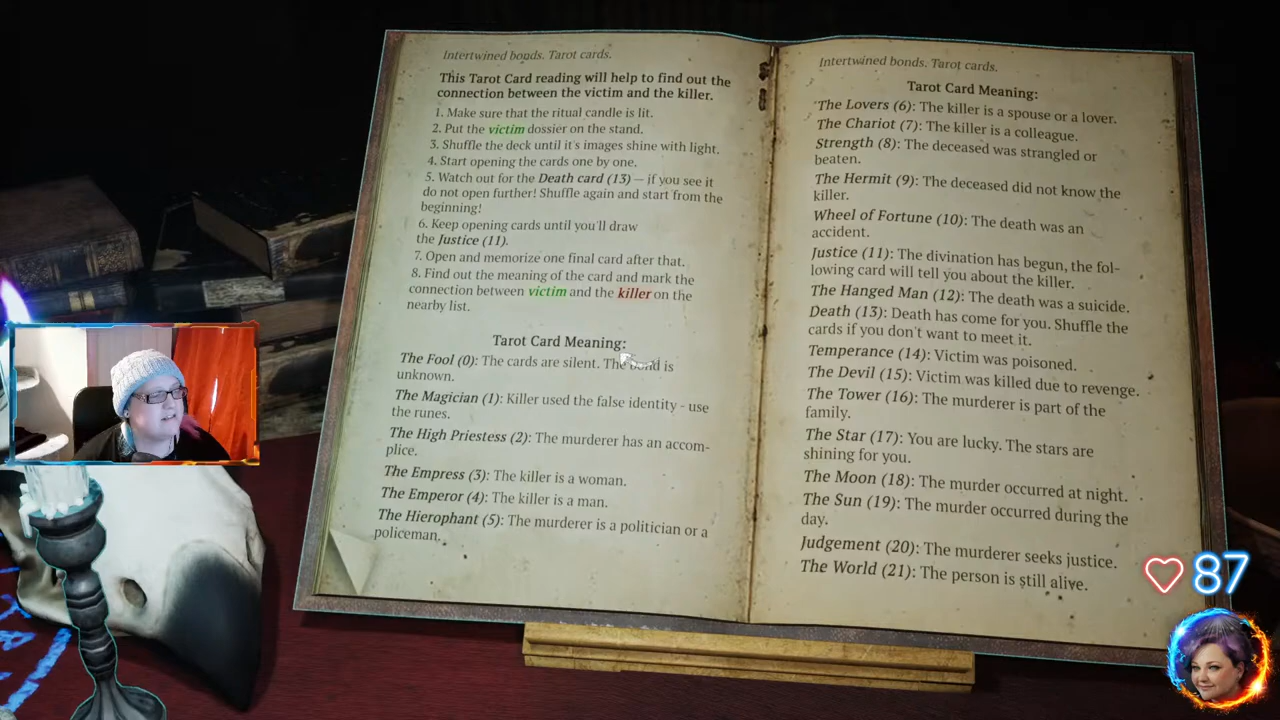 Intertwined bonds. Tarot cards.
This Tarot Card reading will help to find out the
connection between the victim and the killer.
1. Make sure that the ritual candle is lit.
2. Put the victim dossier on the stand.
3. Shuffle the deck until it's images shine with light.
4. Start opening the cards one by one.
5. Watch out for the Death card (13) — if you see it
do not open further! Shuffle again and start from the
beginning!
6. Keep opening cards until you'll draw
the Justice (11).
7. Open and memorize one final card after that.
8. Find out the meaning of the card and mark the
connection between victim and the killer on the
nearby list.
Tarot Card Meaning:
The Fool (0): The cards are silent. The bond is
unknown.
The Magician (1): Killer used the false identity - use
the runes.
The High Priestess (2): The murderer has an accom-
plice.
The Empress (3): The killer is a woman.
The Emperor (4): The killer is a man.
The Hierophant (5): The murderer is a politician or a
policeman.
Intertwined bonds. Tarot cards.
Tarot Card Meaning:
The Lovers (6): The killer is a spouse or a lover.
The Chariot (7): The killer is a colleague.
Strength (8): The deceased was strangled or
beaten.
The Hermit (9): The deceased did not know the
killer.
Wheel of Fortune (10): The death was an
accident.
Justice (11): The divination has begun, the fol-
lowing card will tell you about the killer.
The Hanged Man (12): The death was a suicide.
Death (13): Death has come for you. Shuffle the
cards if you don't want to meet it.
Temperance (14): Victim was poisoned.
The Devil (15): Victim was killed due to revenge.
The Tower (16): The murderer is part of the
family.
The Star (17): You are lucky. The stars are
shining for you.
The Moon (18): The murder occurred at night.
The Sun (19): The murder occurred during the
day.
Judgement (20): The murderer seeks justice.
The World (21): The person is still alive.
87